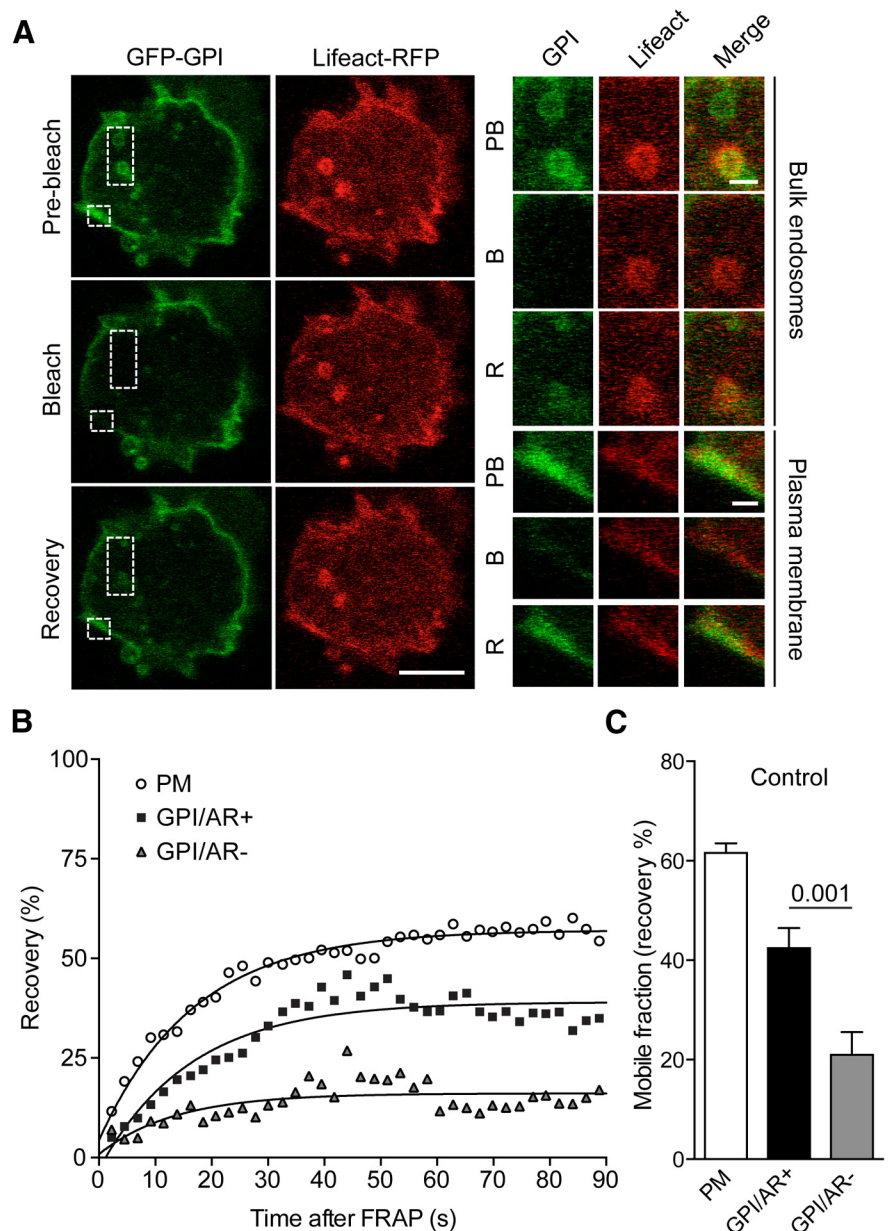 A
GFP-GPI
Lifeact-RFP
GPI
Lifeact
Merge
Pre-bleach
Bleach
Recovery
PB
B
R
PB
B
R
Bulk endosomes
Plasma membrane
B
100
75
50
25
0
Recovery (%)
PM
GPI/AR+
GPI/AR-
0 10 20 30 40 50 60 70 80 90
Time after FRAP (s)
C
Control
80
60
40
20
0
Mobile fraction (recovery %)
0.001
PM
GPI/AR+
GPI/AR-